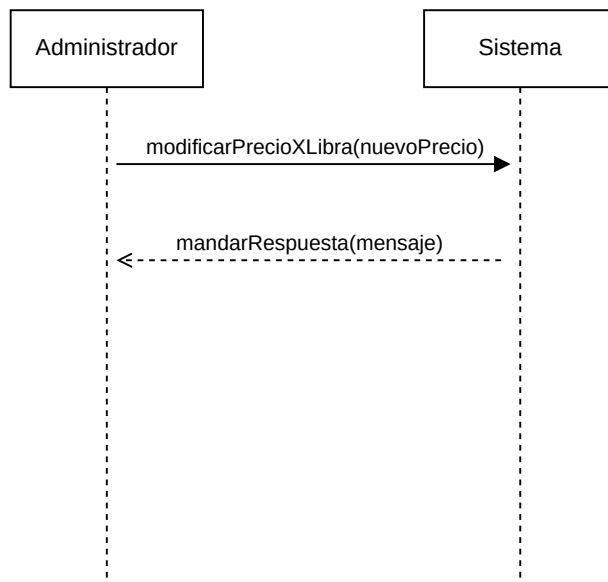 Administrador
Sistema
modificarPrecioXLibra(nuevoPrecio)
mandarRespuesta(mensaje)